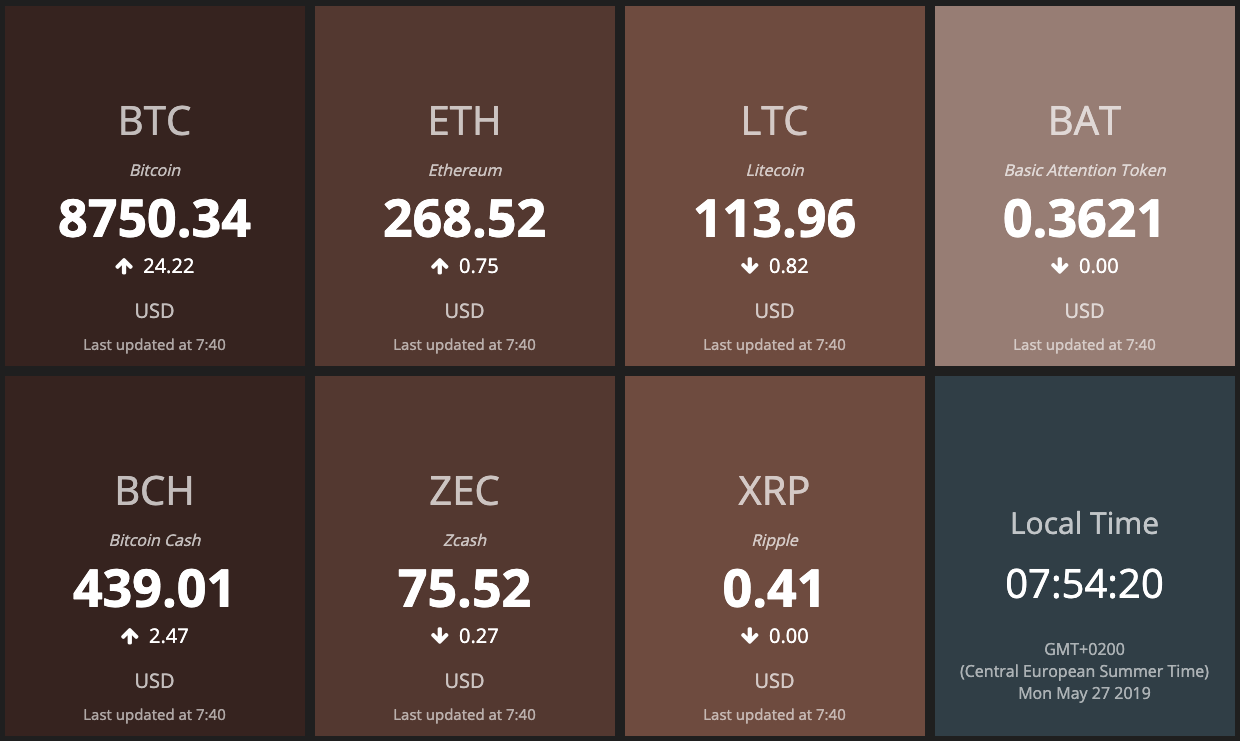 BTC
Bitcoin
8750.34
↑ 24.22
USD
Last updated at 7:40
ETH
Ethereum
268.52
↑ 0.75
USD
Last updated at 7:40
LTC
Litecoin
113.96
↓ 0.82
USD
Last updated at 7:40
BAT
Basic Attention Token
0.3621
↓ 0.00
USD
Last updated at 7:40
BCH
Bitcoin Cash
439.01
↑ 2.47
USD
Last updated at 7:40
ZEC
Zcash
75.52
↓ 0.27
USD
Last updated at 7:40
XRP
Ripple
0.41
↓ 0.00
USD
Last updated at 7:40
Local Time
07:54:20
GMT+0200
(Central European Summer Time)
Mon May 27 2019